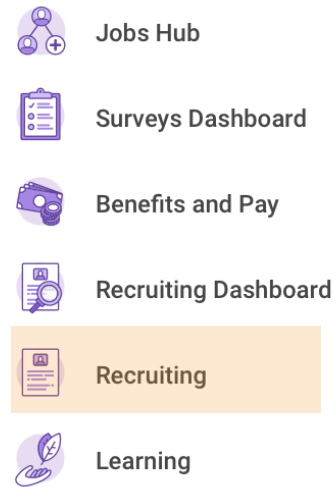 Jobs Hub
Surveys Dashboard
Benefits and Pay
Recruiting Dashboard
Recruiting
Learning